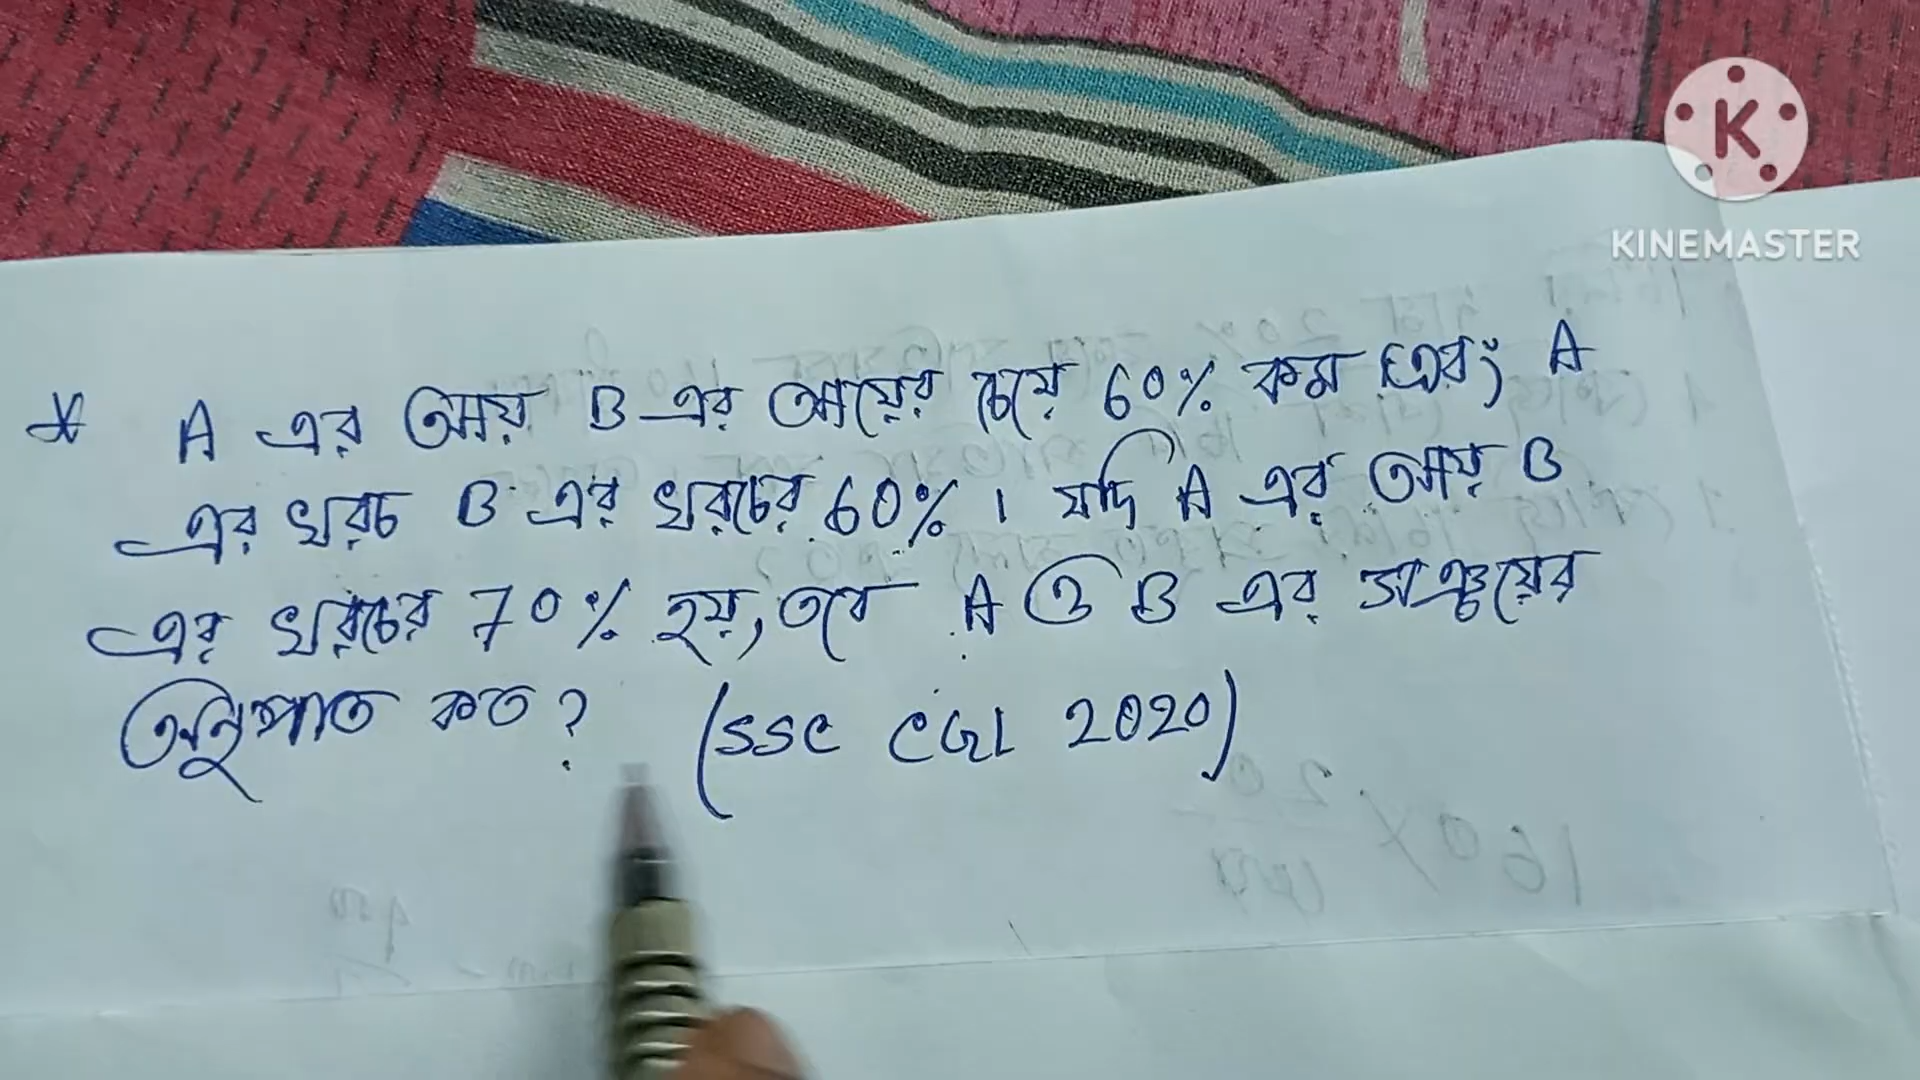 K
KINEMASTER
* A এর আয় B এর আয়ের চেয়ে 60% কম এবং A
এর খরচ B এর খরচের 60% । যদি A এর আয় B
এর খরচের 70% হয়, তবে A ও B এর সঞ্চয়ের
অনুপাত কত? (SSC CGL 2020)